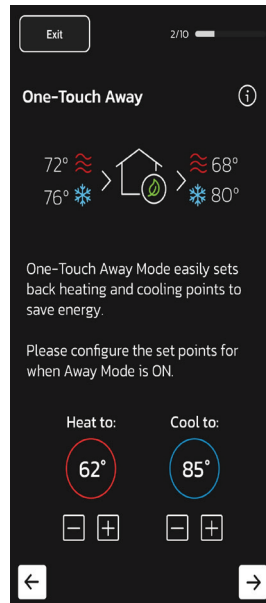 Exit
2/10
One-Touch Away
i
72° 68°
76° 80°
One-Touch Away Mode easily sets
back heating and cooling points to
save energy.
Please configure the set points for
when Away Mode is ON.
Heat to: Cool to:
62° 85°